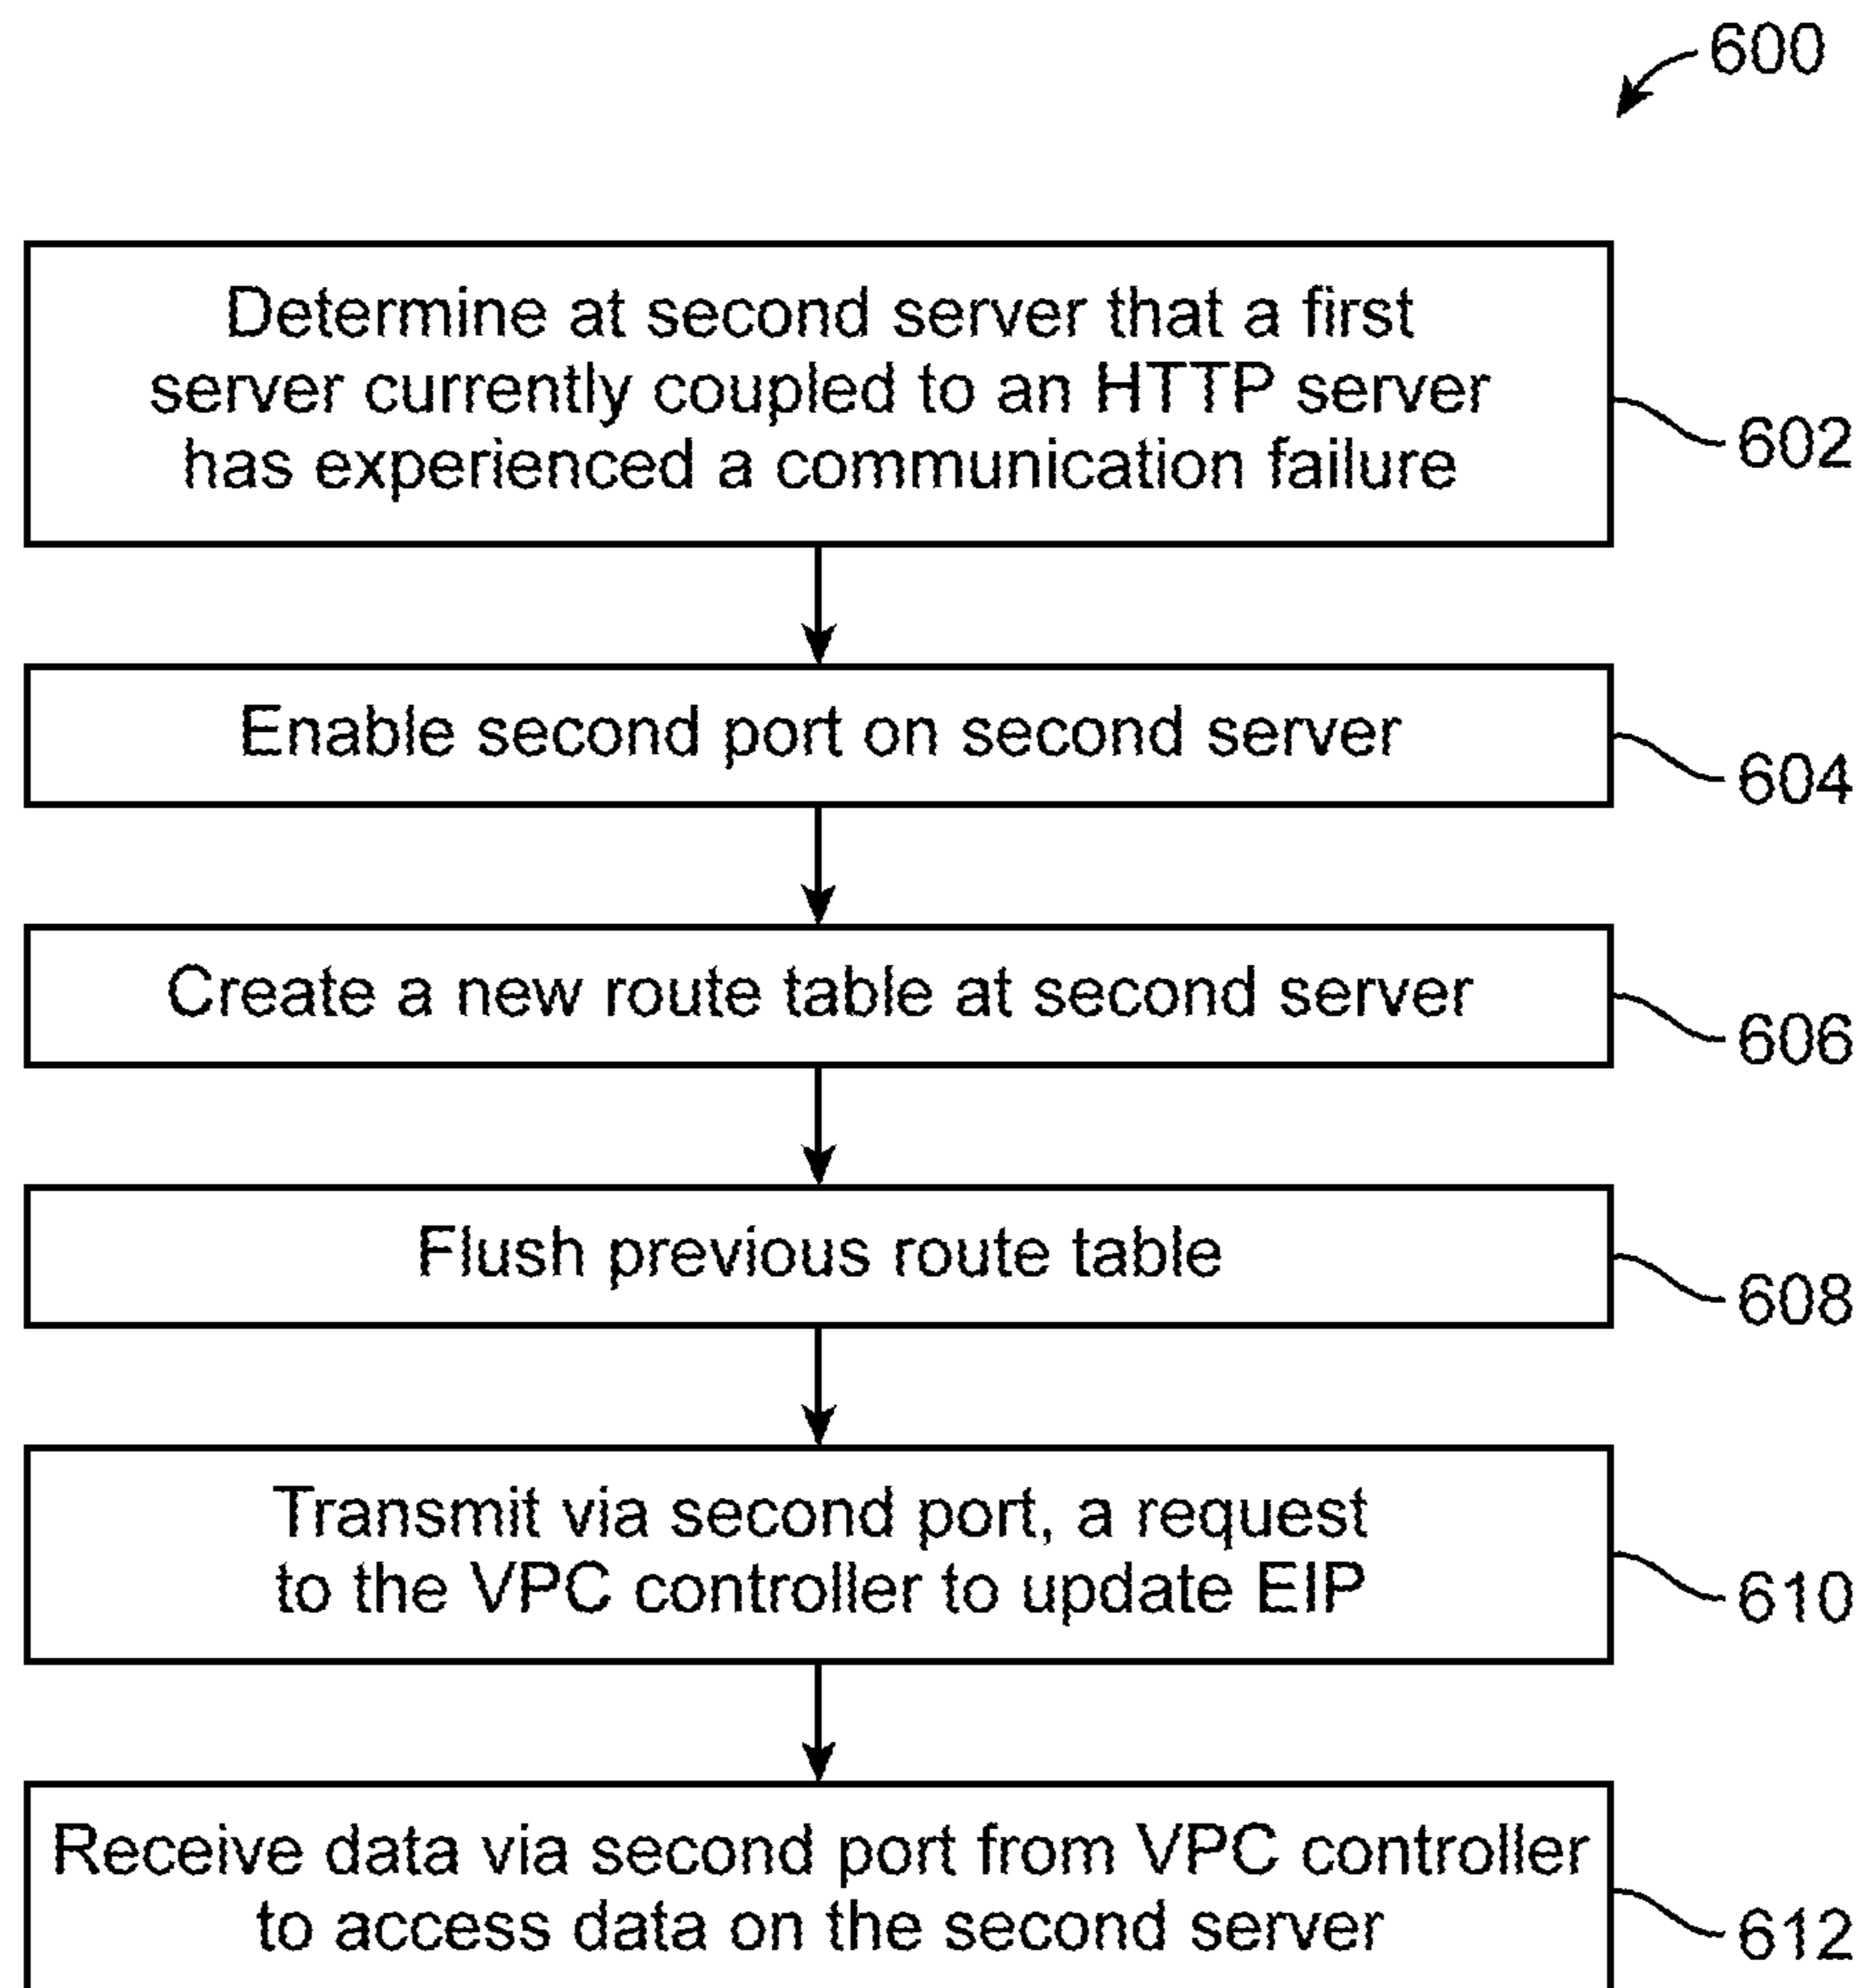 600
Determine at second server that a first
server currently coupled to an HTTP server
has experienced a communication failure
602
Enable second port on second server
604
Create a new route table at second server
606
Flush previous route table
608
Transmit via second port, a request
to the VPC controller to update EIP
610
Receive data via second port from VPC controller
to access data on the second server
612